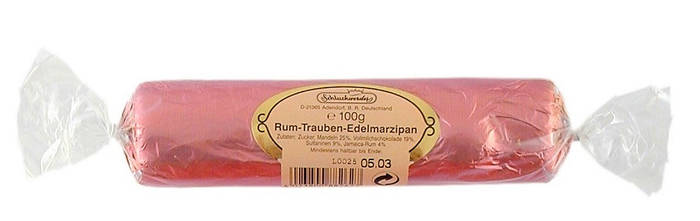 Schluckwerder
D-21365 Adendorf, B. R. Deutschland
℮ 100g
Rum-Trauben-Edelmarzipan
Zutaten: Zucker, Mandeln 25%, Vollmilchschokolade 19%,
Sultaninen 9%, Jamaica-Rum 4%
Mindestens haltbar bis Ende:
L0025 05.03